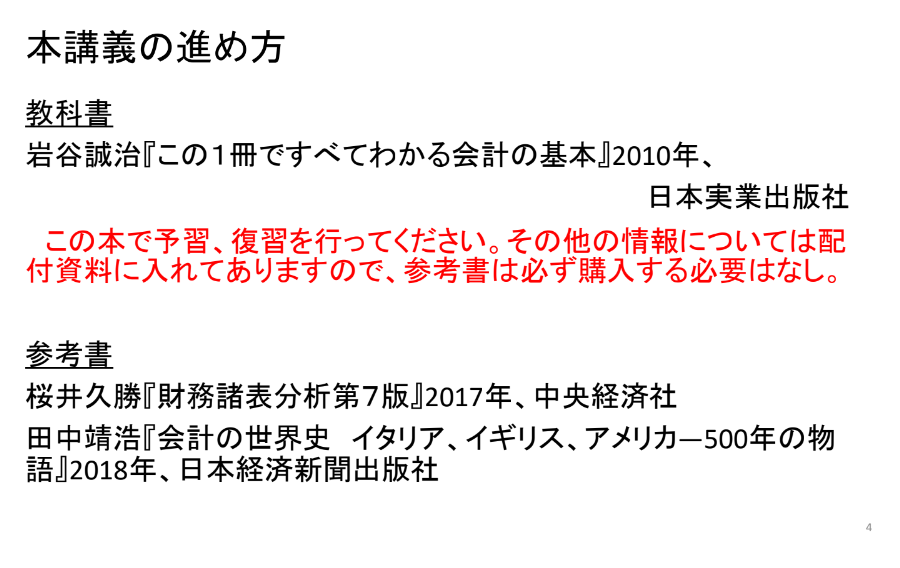 本講義の進め方
教科書
岩谷誠治『この１冊ですべてわかる会計の基本』2010年、
日本実業出版社
この本で予習、復習を行ってください。その他の情報については配
付資料に入れてありますので、参考書は必ず購入する必要はなし。
参考書
桜井久勝『財務諸表分析第７版』2017年、中央経済社
田中靖浩『会計の世界史　イタリア、イギリス、アメリカ―500年の物
語』2018年、日本経済新聞出版社
4